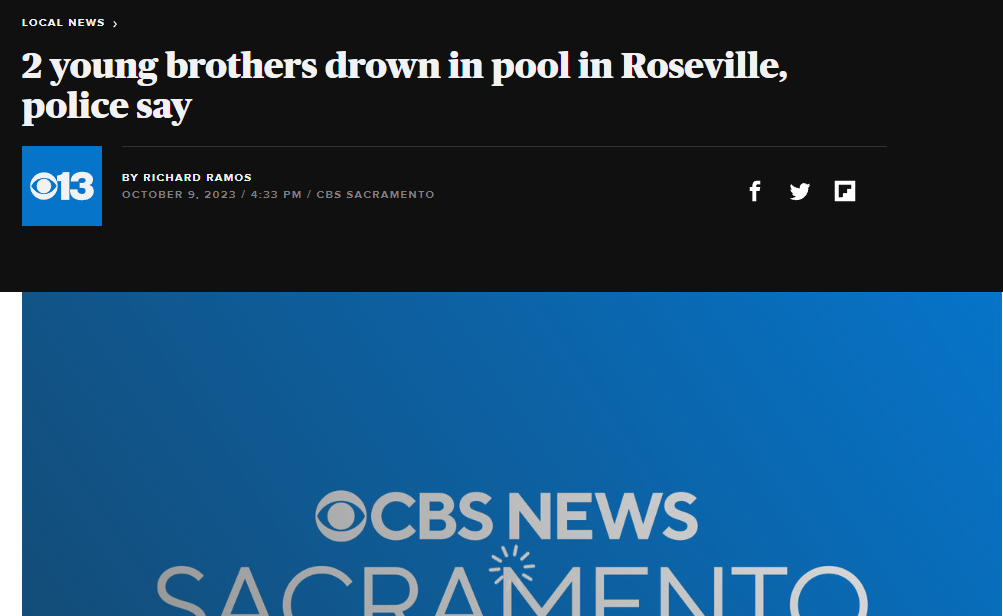 LOCAL NEWS ›
2 young brothers drown in pool in Roseville,
police say
13
BY RICHARD RAMOS
OCTOBER 9, 2023 / 4:33 PM / CBS SACRAMENTO
CBS NEWS
SACRAMENTO